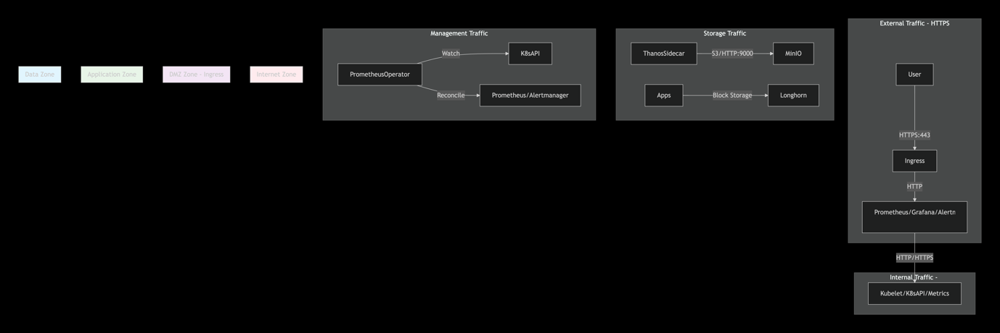 Data Zone
Application Zone
DMZ Zone - Ingress
Internet Zone
Management Traffic
PrometheusOperator
Watch
K8sAPI
Reconcile
Prometheus/Alertmanager
Storage Traffic
ThanosSidecar
S3/HTTP:9000
MinIO
Apps
Block Storage
Longhorn
External Traffic - HTTPS
User
HTTPS:443
Ingress
HTTP
Prometheus/Grafana/Alertn
HTTP/HTTPS
Internal Traffic -
Kubelet/K8sAPI/Metrics